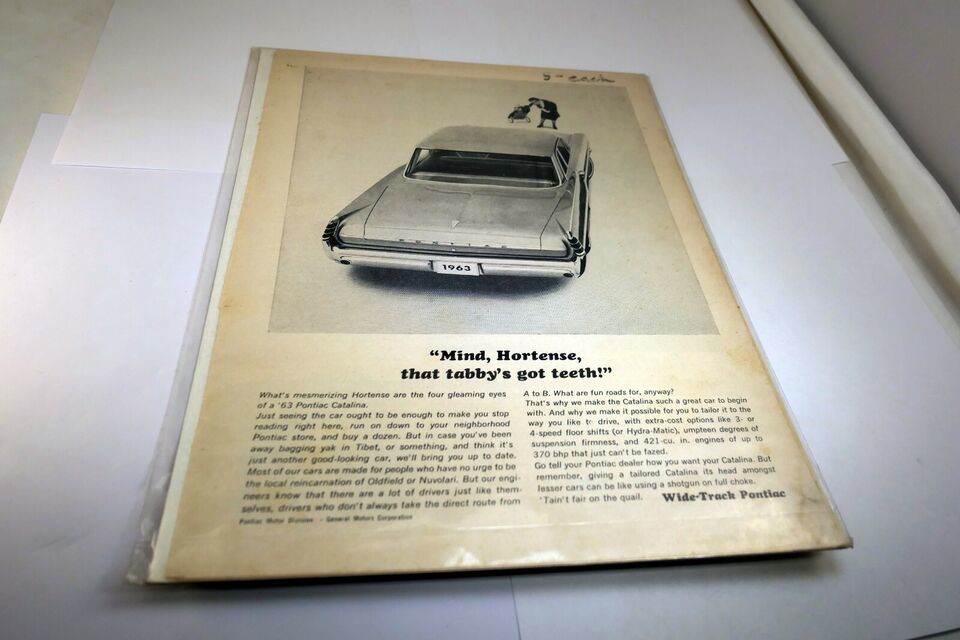 5- each
PONTIAC
1963
“Mind, Hortense,
that tabby’s got teeth!”
What's mesmerizing Hortense are the four gleaming eyes
of a '63 Pontiac Catalina.
Just seeing the car ought to be enough to make you stop
reading right here, run on down to your neighborhood
Pontiac store, and buy a dozen. But in case you've been
away bagging yak in Tibet, or something, and think it's
just another good-looking car, we'll bring you up to date.
Most of our cars are made for people who have no urge to be
the local reincarnation of Oldfield or Nuvolari. But our engi-
neers know that there are a lot of drivers just like them-
selves, drivers who don't always take the direct route from
Pontiac Motor Division - General Motors Corporation
A to B. What are fun roads for, anyway?
That's why we make the Catalina such a great car to begin
with. And why we make it possible for you to tailor it to the
way you like to drive, with extra-cost options like 3- or
4-speed floor shifts (or Hydra-Matic), umpteen degrees of
suspension firmness, and 421-cu. in. engines of up to
370 bhp that just can't be fazed.
Go tell your Pontiac dealer how you want your Catalina. But
remember, giving a tailored Catalina its head amongst
lesser cars can be like using a shotgun on full choke.
'Tain't fair on the quail. Wide-Track Pontiac